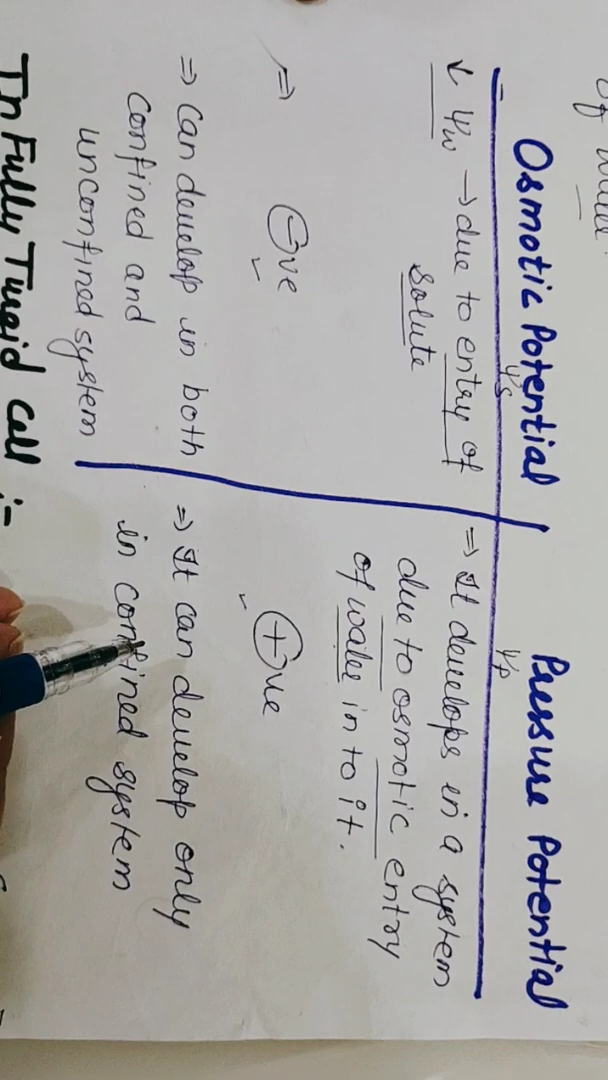 of water
Osmotic Potential Pressure Potential
Ψs Ψp
↓ Ψw → due to entry of
solute
⇒ It develops in a system
due to osmotic entry
of water in to it.
⇒ ⊖ve
⊕ve
⇒ Can develop in both
confined and
unconfined system
⇒ It can develop only
in confined system
In Fully Turgid Cell :-